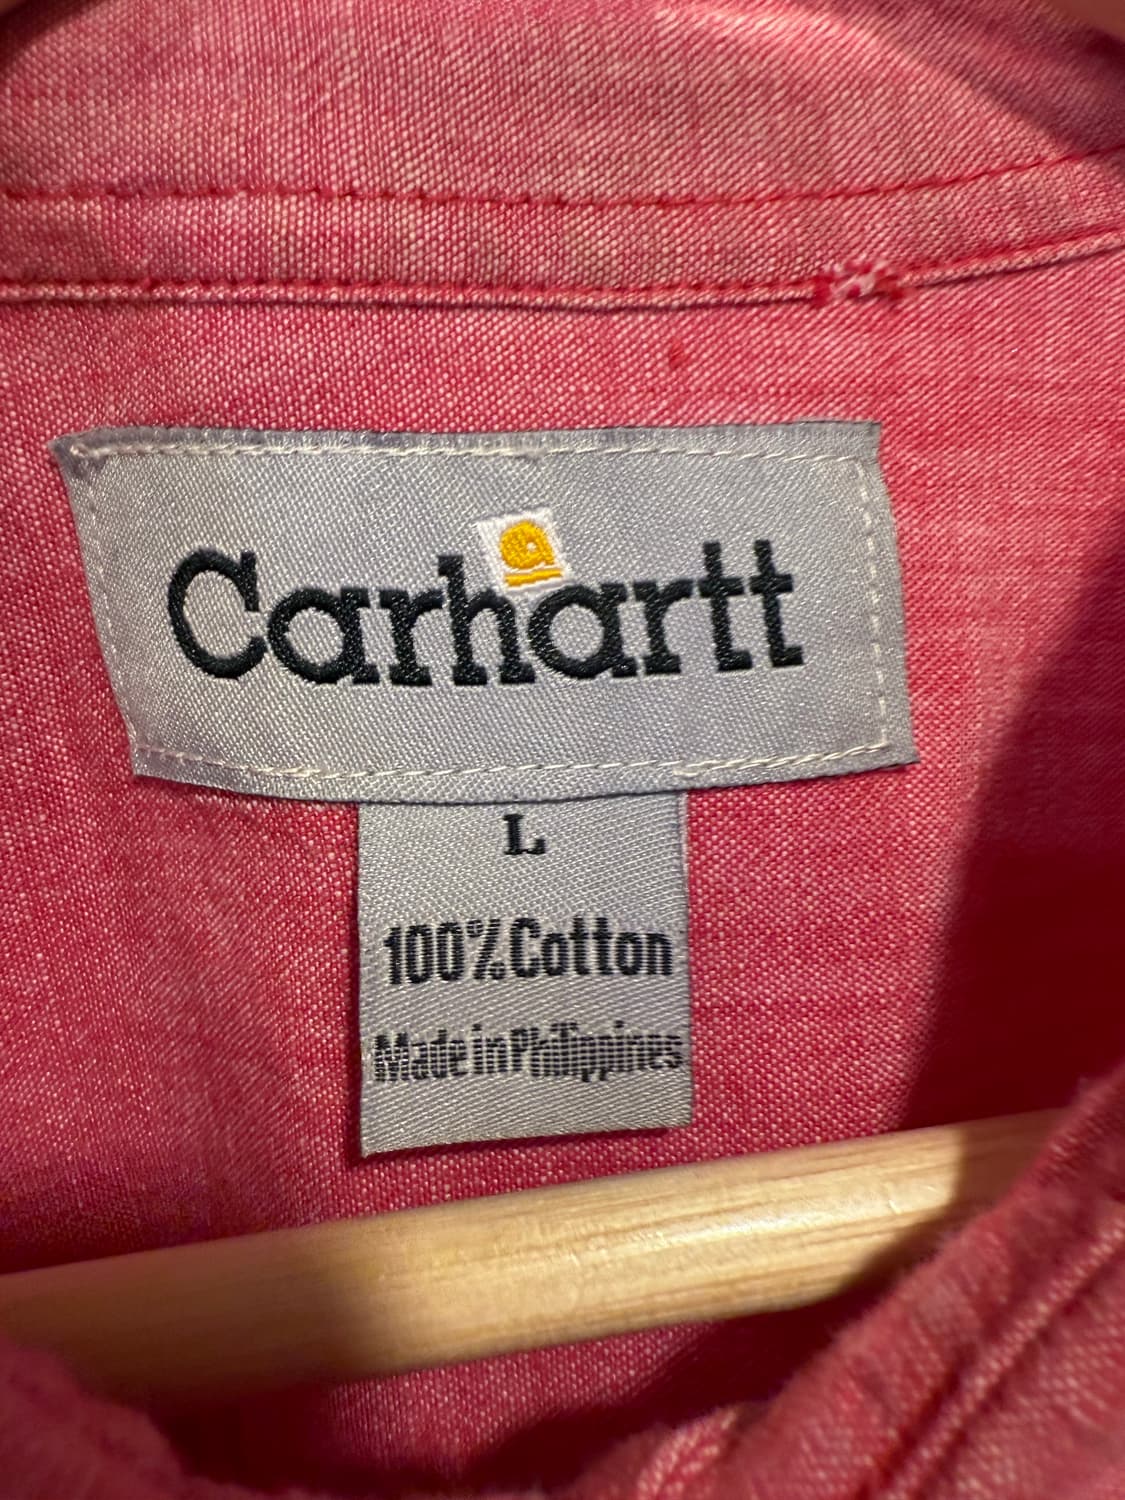 Carhartt
L
100% Cotton
Made in Philippines